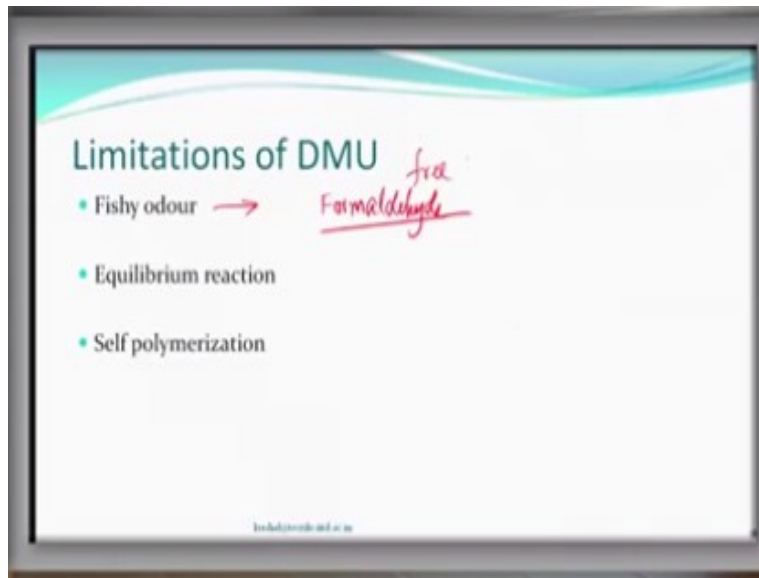 Limitations of DMU
free
• Fishy odour → Formaldehyde
• Equilibrium reaction
• Self polymerization